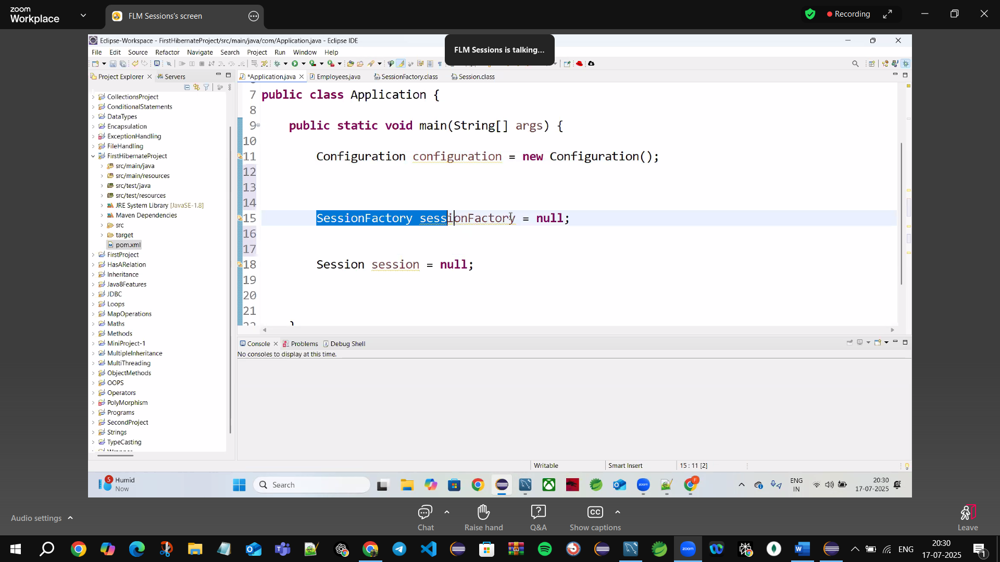 zoom
Workplace
FLM Sessions's screen
Recording
Eclipse-Workspace - FirstHibernateProject/src/main/java/com/Application.java - Eclipse IDE
FLM Sessions is talking...
File Edit Source Refactor Navigate Search Project Run Window Help
Project Explorer
Servers
*Application.java
Employees.java
SessionFactory.class
Session.class
CollectionsProject
ConditionalStatements
DataTypes
Encapsulation
ExceptionHandling
FileHandling
FirstHibernateProject
src/main/java
src/main/resources
src/test/java
src/test/resources
JRE System Library [JavaSE-1.8]
Maven Dependencies
src
target
pom.xml
FirstProject
HasARelation
Inheritance
Java8Features
JDBC
Loops
MapOperations
Maths
Methods
MiniProject-1
MultipleInheritance
MultiThreading
ObjectMethods
OOPS
Operators
PolyMorphism
Programs
SecondProject
Strings
TypeCasting
7 public class Application {
8
9 public static void main(String[] args) {
10
11 Configuration configuration = new Configuration();
12
13
14
15 SessionFactory sessionFactory = null;
16
17
18 Session session = null;
19
20
21
22 }
Console
Problems
Debug Shell
No consoles to display at this time.
Writable
Smart Insert
15 : 11 [2]
5
Humid
Now
Search
zoom
F
ENG
IN
20:30
17-07-2025
Audio settings
Chat
Raise hand
Q&A
CC
Show captions
Leave
zoom
ENG
20:30
17-07-2025
1